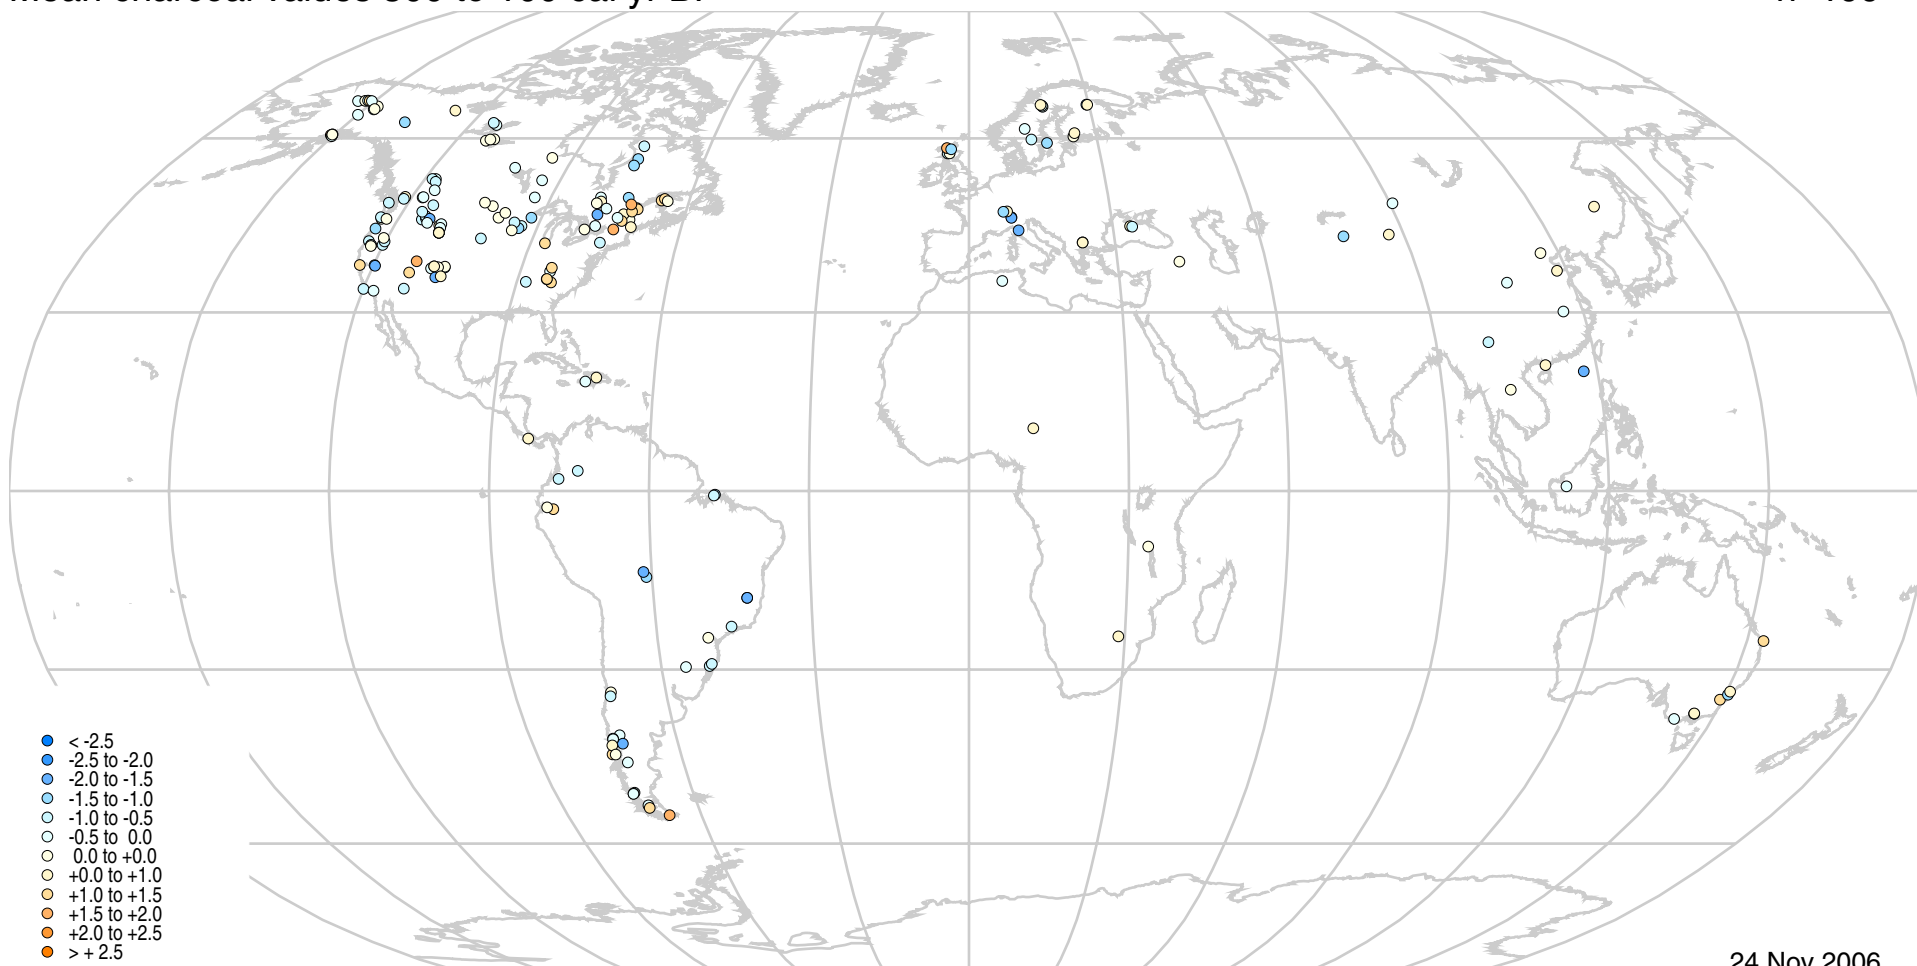 < -2.5
-2.5 to -2.0
-2.0 to -1.5
-1.5 to -1.0
-1.0 to -0.5
-0.5 to 0.0
0.0 to +0.0
+0.0 to +1.0
+1.0 to +1.5
+1.5 to +2.0
+2.0 to +2.5
> + 2.5
24 Nov 2006